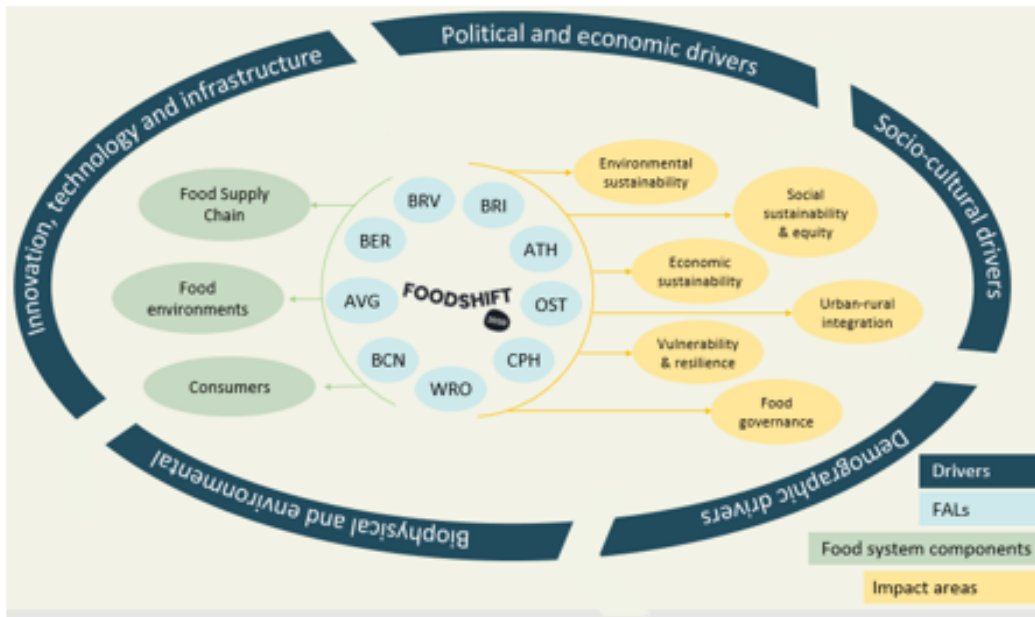 Political and economic drivers
Innovation, technology and infrastructure
Socio-cultural drivers
Environmental
sustainability
Food Supply
Chain
BRV
BRI
Social
sustainability
& equity
BER
ATH
Economic
sustainability
Food
environments
AVG
FOODSHIFT
2030
OST
Urban-rural
integration
Vulnerability
& resilience
BCN
CPH
Consumers
WRO
Food
governance
Biophysical and environmental
Demographic drivers
Drivers
FALs
Food system components
Impact areas